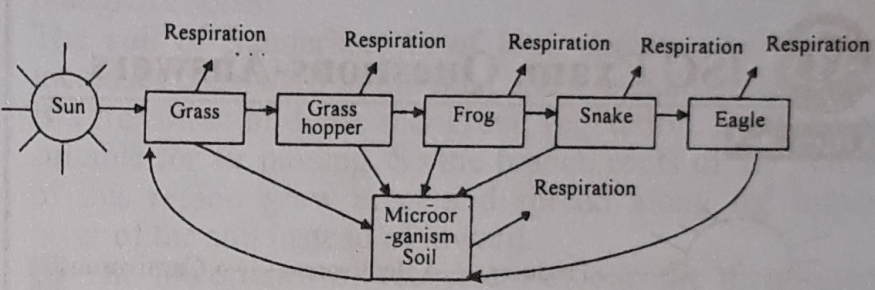 Respiration
Respiration
Respiration
Respiration
Respiration
Sun
Grass
Grass
hopper
Frog
Snake
Eagle
Respiration
Microor
-ganism
Soil